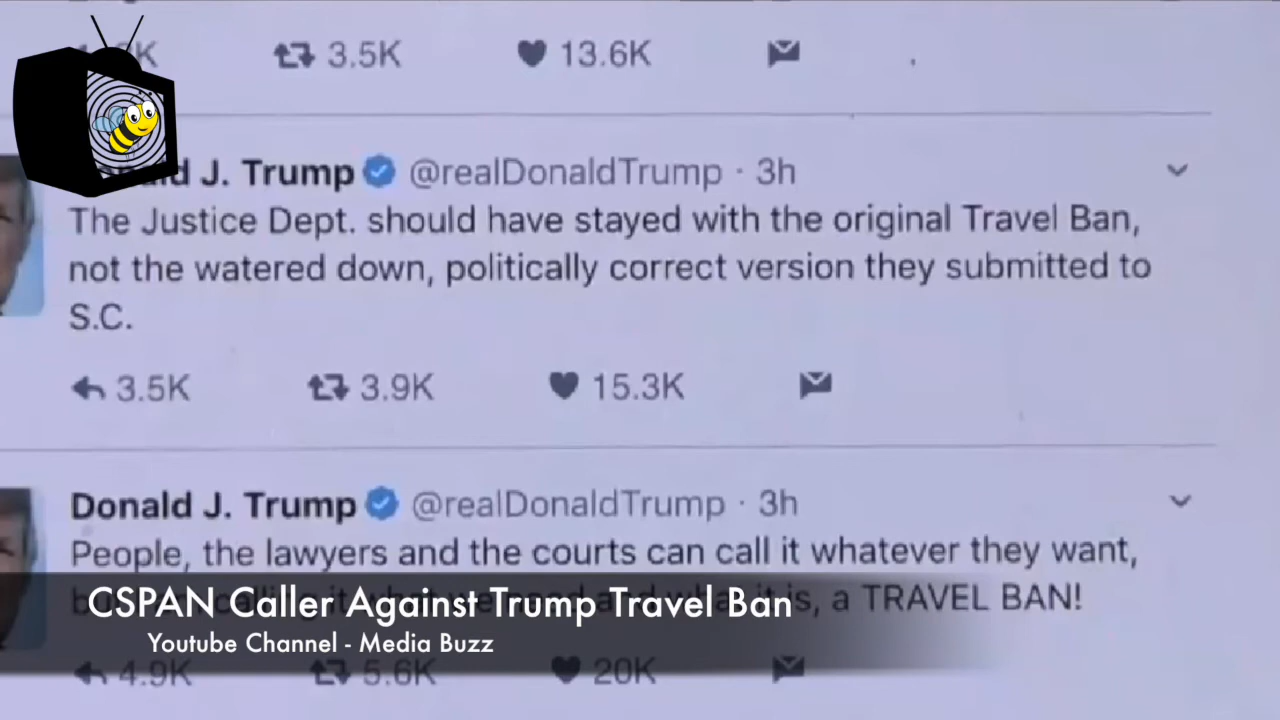 K 3.5K 13.6K
Donald J. Trump @realDonaldTrump · 3h
The Justice Dept. should have stayed with the original Travel Ban,
not the watered down, politically correct version they submitted to
S.C.
3.5K 3.9K 15.3K
Donald J. Trump @realDonaldTrump · 3h
People, the lawyers and the courts can call it whatever they want,
is, a TRAVEL BAN!
CSPAN Caller Against Trump Travel Ban
Youtube Channel - Media Buzz
4.9K 5.6K 20K